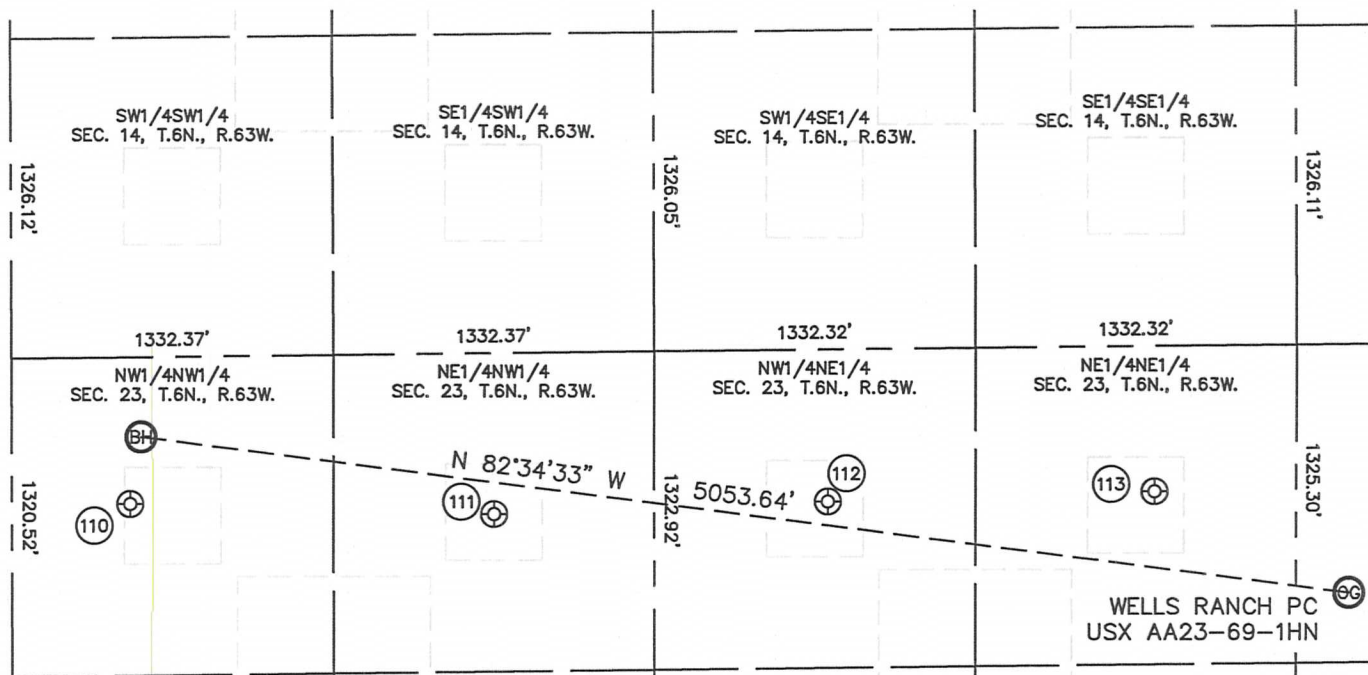 SW1/4SW1/4
SEC. 14, T.6N., R.63W.
SE1/4SW1/4
SEC. 14, T.6N., R.63W.
SW1/4SE1/4
SEC. 14, T.6N., R.63W.
SE1/4SE1/4
SEC. 14, T.6N., R.63W.
1326.12'
1326.05'
1326.11'
1332.37'
1332.37'
1332.32'
1332.32'
NW1/4NW1/4
SEC. 23, T.6N., R.63W.
NE1/4NW1/4
SEC. 23, T.6N., R.63W.
NW1/4NE1/4
SEC. 23, T.6N., R.63W.
NE1/4NE1/4
SEC. 23, T.6N., R.63W.
BH
N 82°34'33" W
5053.64'
1320.52'
110
111
1322.92'
112
113
1325.30'
OG
WELLS RANCH PC
USX AA23-69-1HN